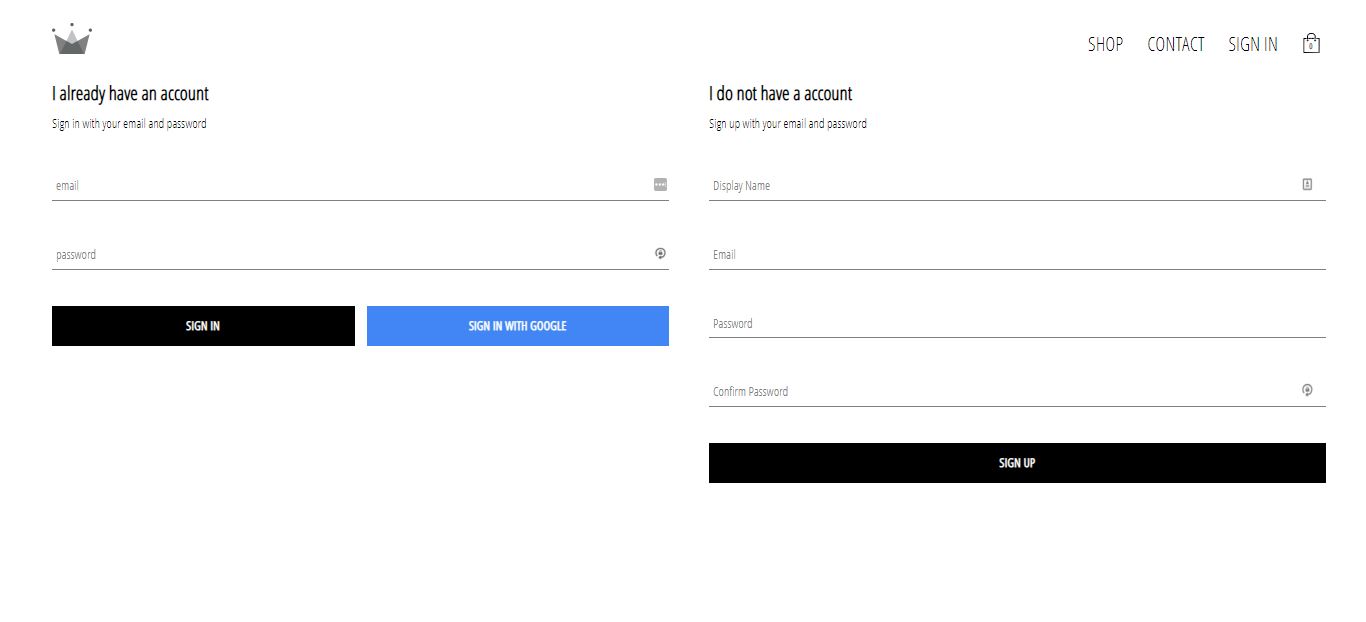 SHOP CONTACT SIGN IN 0
I already have an account
Sign in with your email and password
email
password
SIGN IN SIGN IN WITH GOOGLE
I do not have a account
Sign up with your email and password
Display Name
Email
Password
Confirm Password
SIGN UP